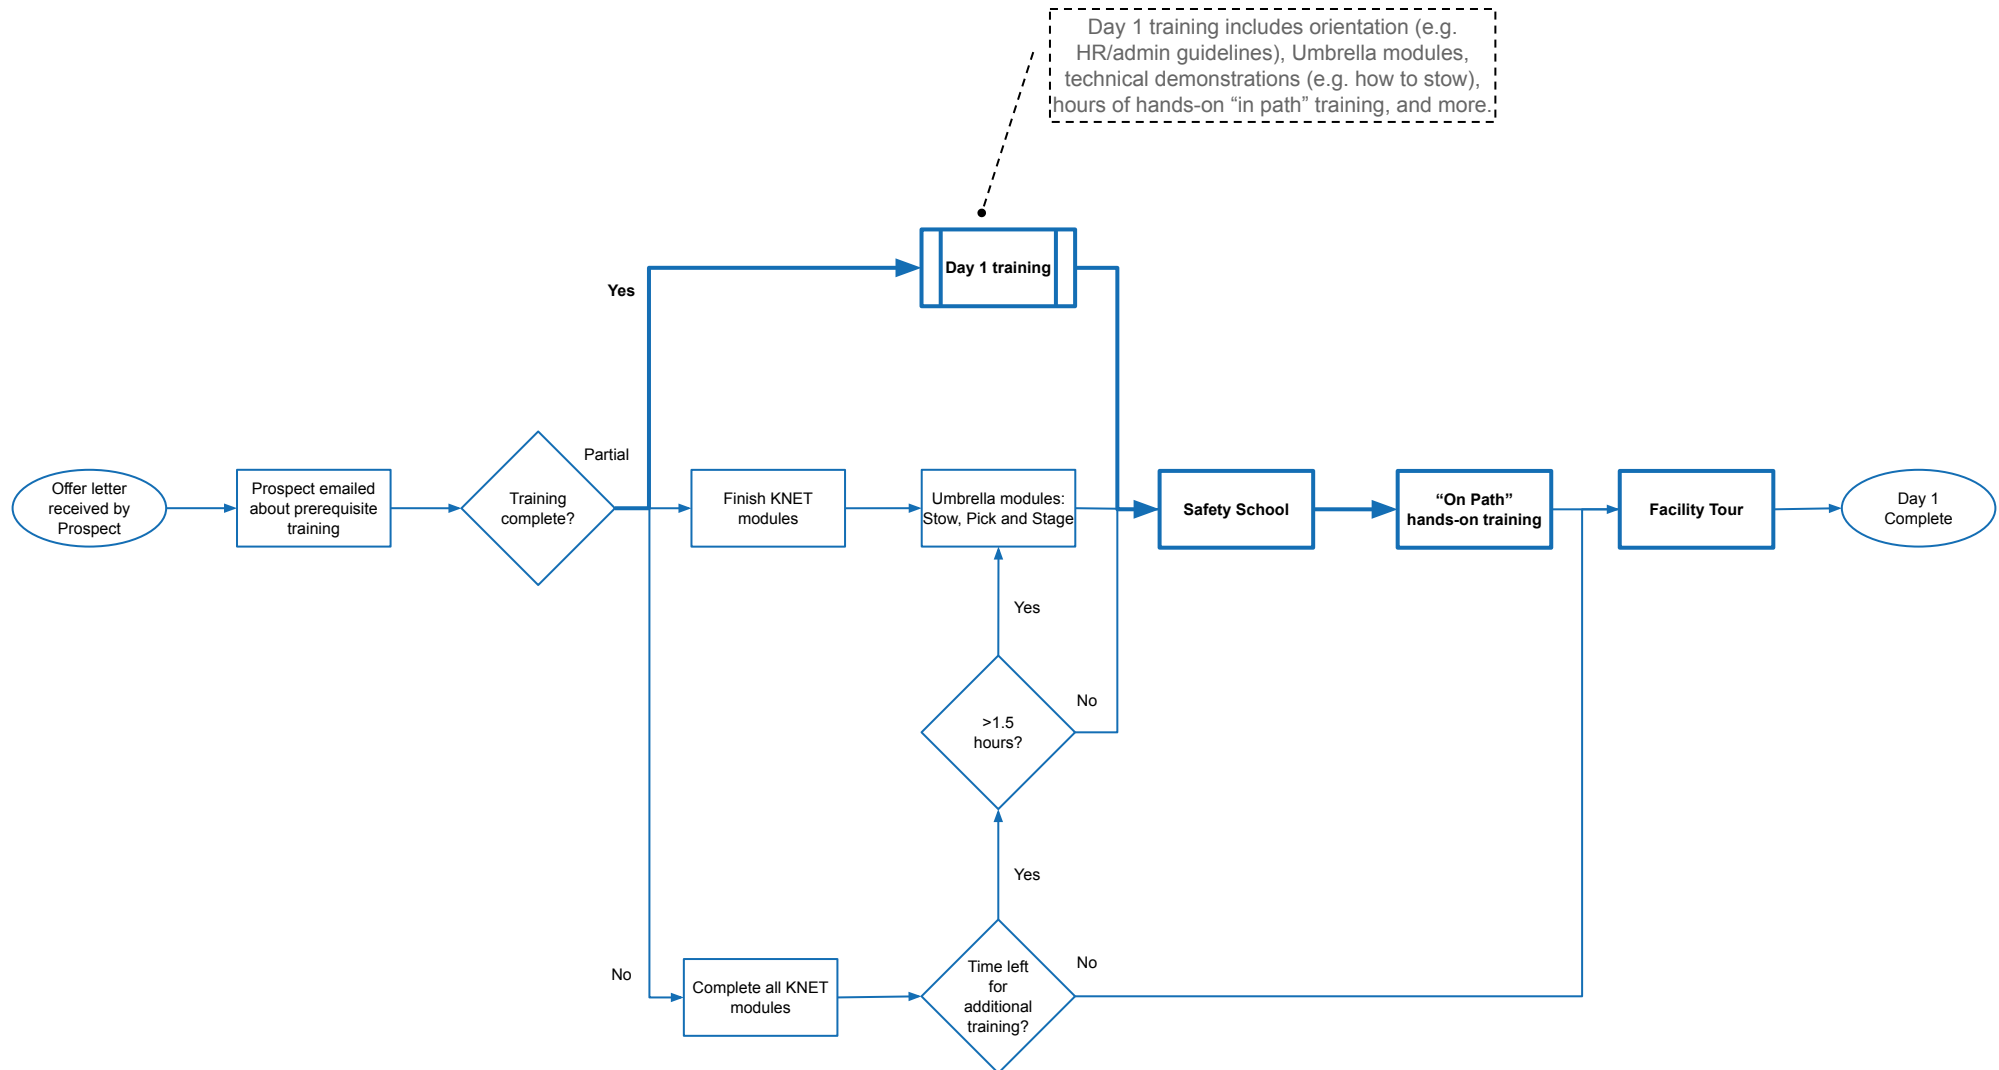 Day 1 training includes orientation (e.g.
HR/admin guidelines), Umbrella modules,
technical demonstrations (e.g. how to stow),
hours of hands-on “in path” training, and more.
Day 1 training
Yes
Partial
Offer letter
received by
Prospect
Prospect emailed
about prerequisite
training
Training
complete?
Finish KNET
modules
Umbrella modules:
Stow, Pick and Stage
Safety School
“On Path”
hands-on training
Facility Tour
Day 1
Complete
Yes
No
>1.5
hours?
Yes
No
Complete all KNET
modules
Time left
for
additional
training?
No